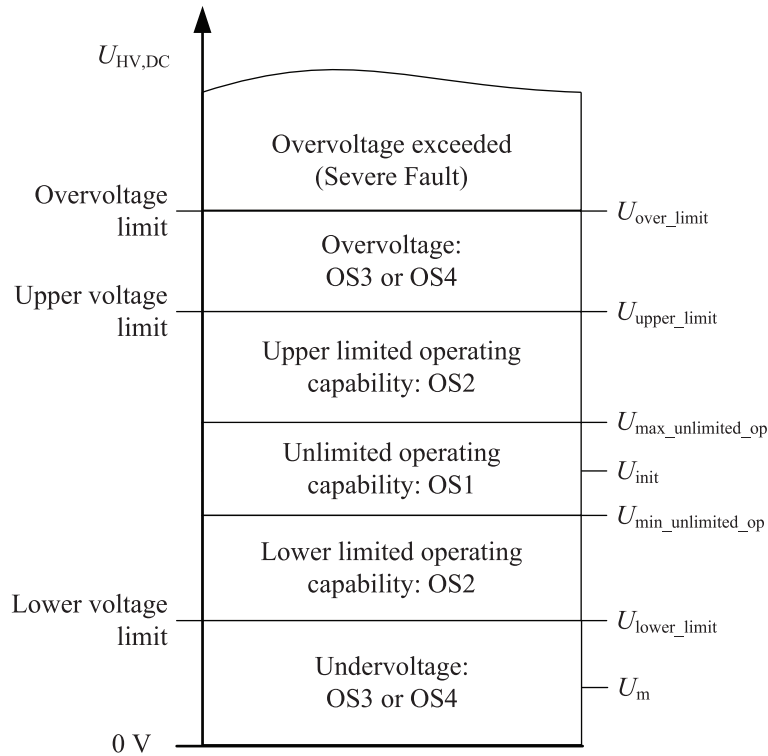 U_HV,DC
Overvoltage exceeded
(Severe Fault)
Overvoltage
limit
U_over_limit
Overvoltage:
OS3 or OS4
Upper voltage
limit
U_upper_limit
Upper limited operating
capability: OS2
U_max_unlimited_op
Unlimited operating
capability: OS1
U_init
U_min_unlimited_op
Lower limited operating
capability: OS2
Lower voltage
limit
U_lower_limit
Undervoltage:
OS3 or OS4
U_m
0 V